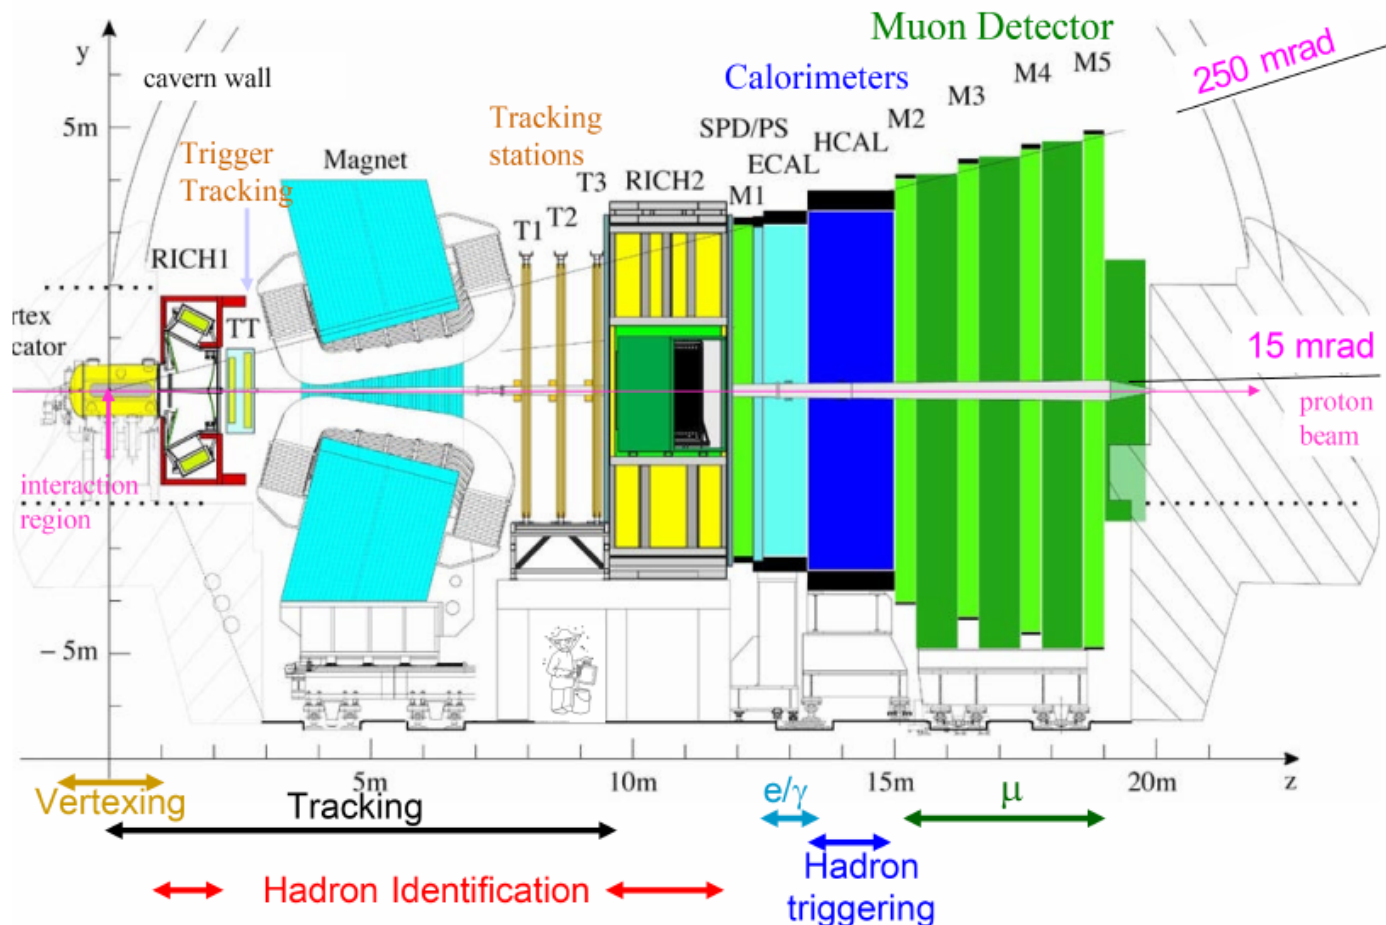 Muon Detector
y
cavern wall
250 mrad
M5
M4
Calorimeters
M3
M2
5m
Tracking
stations
SPD/PS
HCAL
ECAL
Trigger
Tracking
Magnet
T3
RICH2
M1
T2
T1
RICH1
TT
15 mrad
proton
beam
interaction
region
− 5m
5m
10m
15m
20m
z
Vertexing
Tracking
e/γ
μ
Hadron Identification
Hadron
triggering